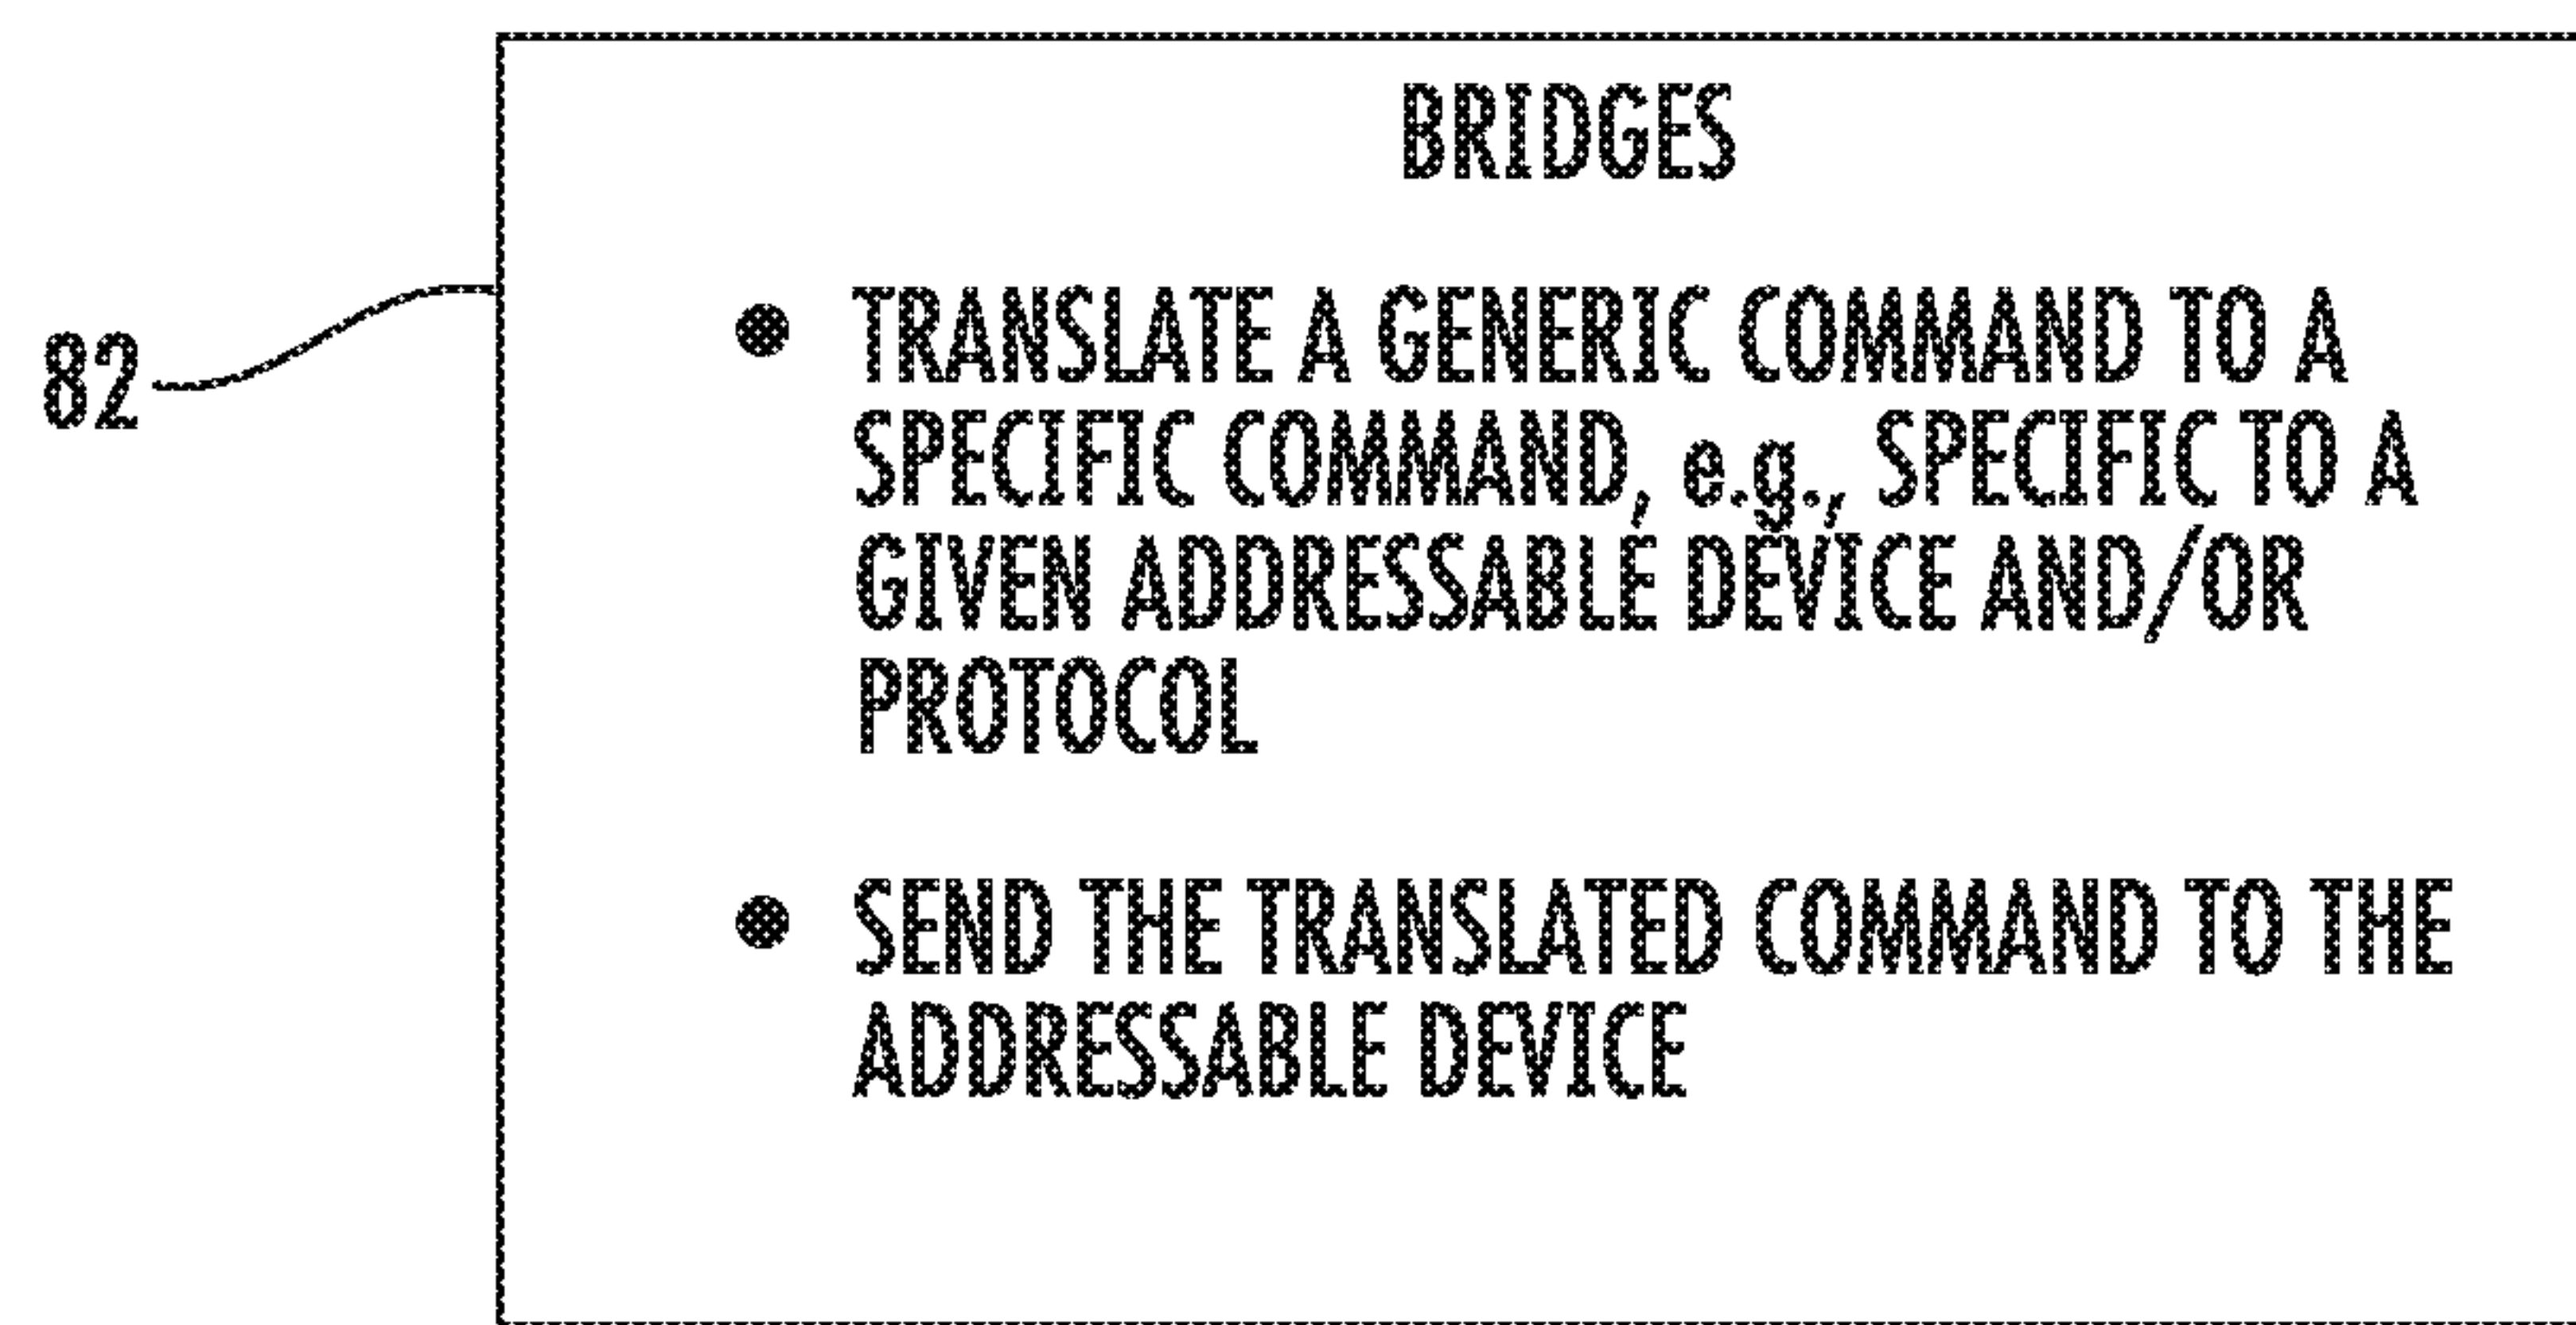 BRIDGES
82
● TRANSLATE A GENERIC COMMAND TO A
SPECIFIC COMMAND, e.g., SPECIFIC TO A
GIVEN ADDRESSABLE DEVICE AND/OR
PROTOCOL
● SEND THE TRANSLATED COMMAND TO THE
ADDRESSABLE DEVICE